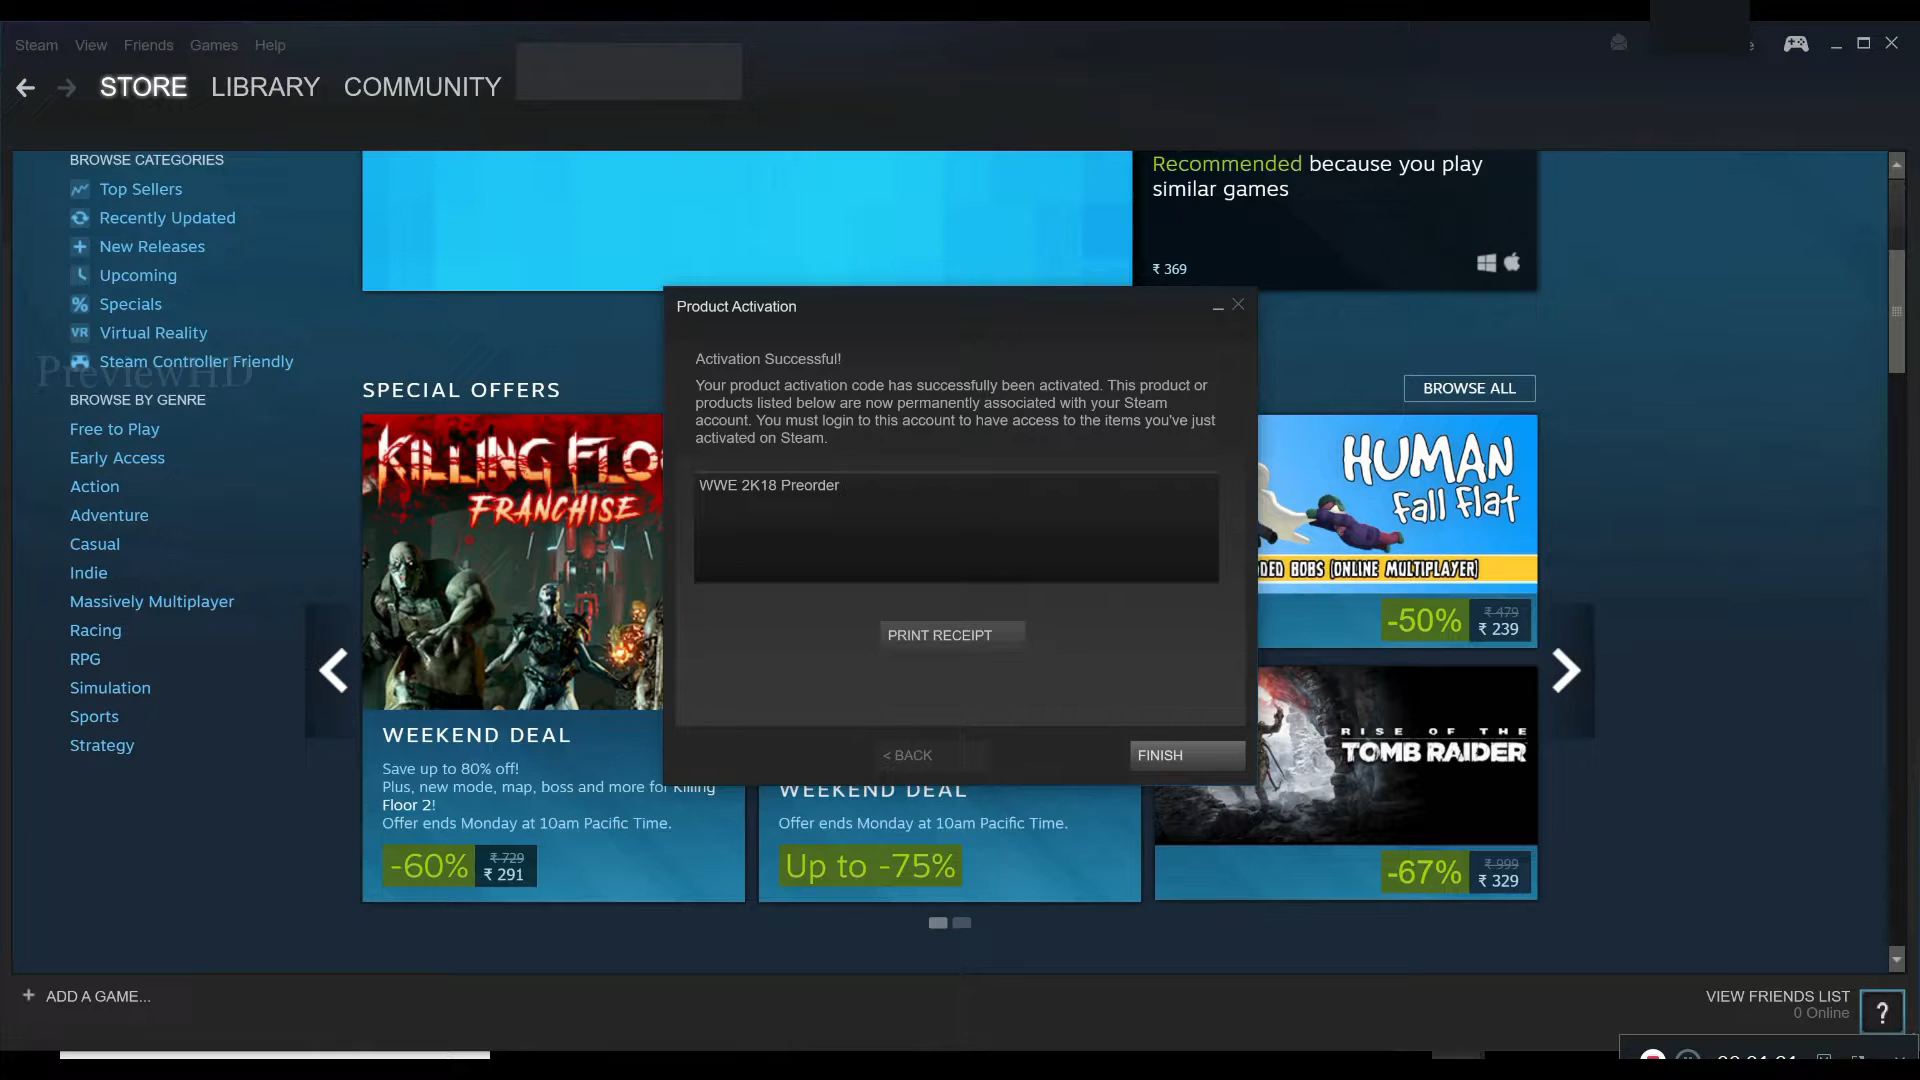 Steam View Friends Games Help
STORE LIBRARY COMMUNITY
BROWSE CATEGORIES
Top Sellers
Recently Updated
New Releases
Upcoming
% Specials
VR Virtual Reality
Steam Controller Friendly
PreviewHD
BROWSE BY GENRE
Free to Play
Early Access
Action
Adventure
Casual
Indie
Massively Multiplayer
Racing
RPG
Simulation
Sports
Strategy
Recommended because you play
similar games
₹ 369
SPECIAL OFFERS
BROWSE ALL
KILLING FLO
FRANCHISE
WEEKEND DEAL
Save up to 80% off!
Plus, new mode, map, boss and more for Killing
Floor 2!
Offer ends Monday at 10am Pacific Time.
-60% ₹ 729
₹ 291
Product Activation
Activation Successful!
Your product activation code has successfully been activated. This product or
products listed below are now permanently associated with your Steam
account. You must login to this account to have access to the items you've just
activated on Steam.
WWE 2K18 Preorder
PRINT RECEIPT
< BACK
FINISH
WEEKEND DEAL
Offer ends Monday at 10am Pacific Time.
Up to -75%
HUMAN
fall flat
DED BOBS (ONLINE MULTIPLAYER)
-50% ₹ 479
₹ 239
RISE OF THE
TOMB RAIDER
-67% ₹ 999
₹ 329
+ ADD A GAME...
VIEW FRIENDS LIST
0 Online
?